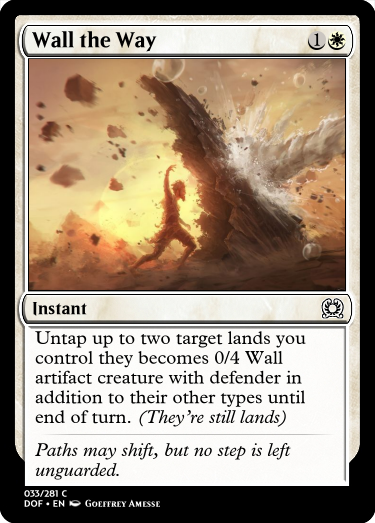 Wall the Way 1
Instant
Untap up to two target lands you
control they becomes 0/4 Wall
artifact creature with defender in
addition to their other types until
end of turn. (They're still lands)
Paths may shift, but no step is left
unguarded.
033/281 C
DOF • EN Goeffrey Amesse